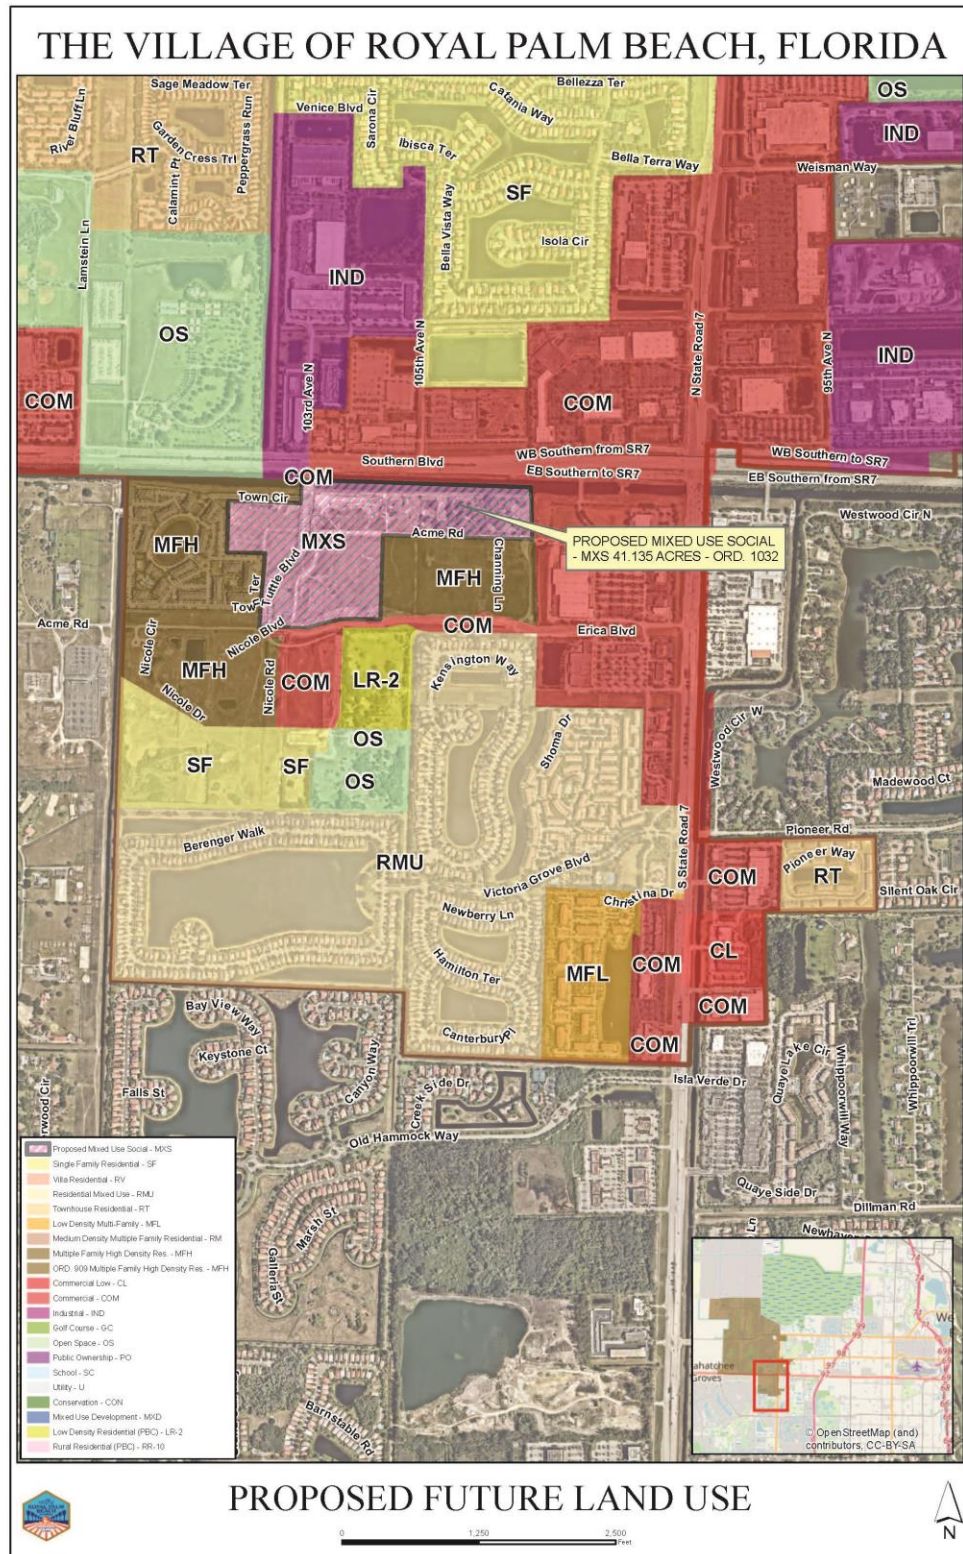 THE VILLAGE OF ROYAL PALM BEACH, FLORIDA
Sage Meadow Ter
Bellezza Ter
OS
River Bluff Ln
Peppergrass Run
Venice Blvd
Sarona Cir
Catania Way
IND
Garden Cress Trl
Ibisca Ter
RT
Calamint Pt
Bella Terra Way
Weisman Way
SF
Lamstein Ln
Bella Vista Way
Isola Cir
IND
OS
105th Ave N
N State Road 7
95th Ave N
IND
COM
103rd Ave N
COM
Southern Blvd
WB Southern from SR7
WB Southern to SR7
COM
EB Southern to SR7
EB Southern from SR7
Town Cir
Westwood Cir N
MFH
MXS
Acme Rd
PROPOSED MIXED USE SOCIAL
- MXS 41.135 ACRES - ORD. 1032
Channing Ln
Tuttle Blvd
MFH
Acme Rd
Nicole Cir
Nicole Blvd
COM
Erica Blvd
MFH
Nicole Rd
COM
LR-2
Kensington Way
Nicole Dr
Westwood Cir W
OS
Shoma Dr
SF
SF
OS
Madewood Ct
Berenger Walk
Pioneer Rd
S State Road 7
RMU
Pioneer Way
COM
RT
Victoria Grove Blvd
Silent Oak Cir
Christina Dr
Newberry Ln
CL
Hamilton Ter
MFL
COM
COM
Bay View Way
Canterbury Pl
COM
Keystone Ct
Canyon Way
Quaye Lake Cir
Whippoorwill Way
Whippoorwill Trl
Falls St
Creek Side Dr
Isla Verde Dr
erwood Cir
Old Hammock Way
Marsh St
Quaye Side Dr
Dillman Rd
Ln
Galleria St
Barnstable Rd
Proposed Mixed Use Social - MXS
Single Family Residential - SF
Villa Residential - RV
Residential Mixed Use - RMU
Townhouse Residential - RT
Low Density Multi-Family - MFL
Medium Density Multiple Family Residential - RM
Multiple Family High Density Res. - MFH
ORD. 909 Multiple Family High Density Res. - MFH
Commercial Low - CL
Commercial - COM
Industrial - IND
Golf Course - GC
Open Space - OS
Public Ownership - PO
School - SC
Utility - U
Conservation - CON
Mixed Use Development - MXD
Low Density Residential (PBC) - LR-2
Rural Residential (PBC) - RR-10
We
ahatchee
Groves
© OpenStreetMap (and)
contributors, CC-BY-SA
PROPOSED FUTURE LAND USE
0 1,250 2,500
Feet
N